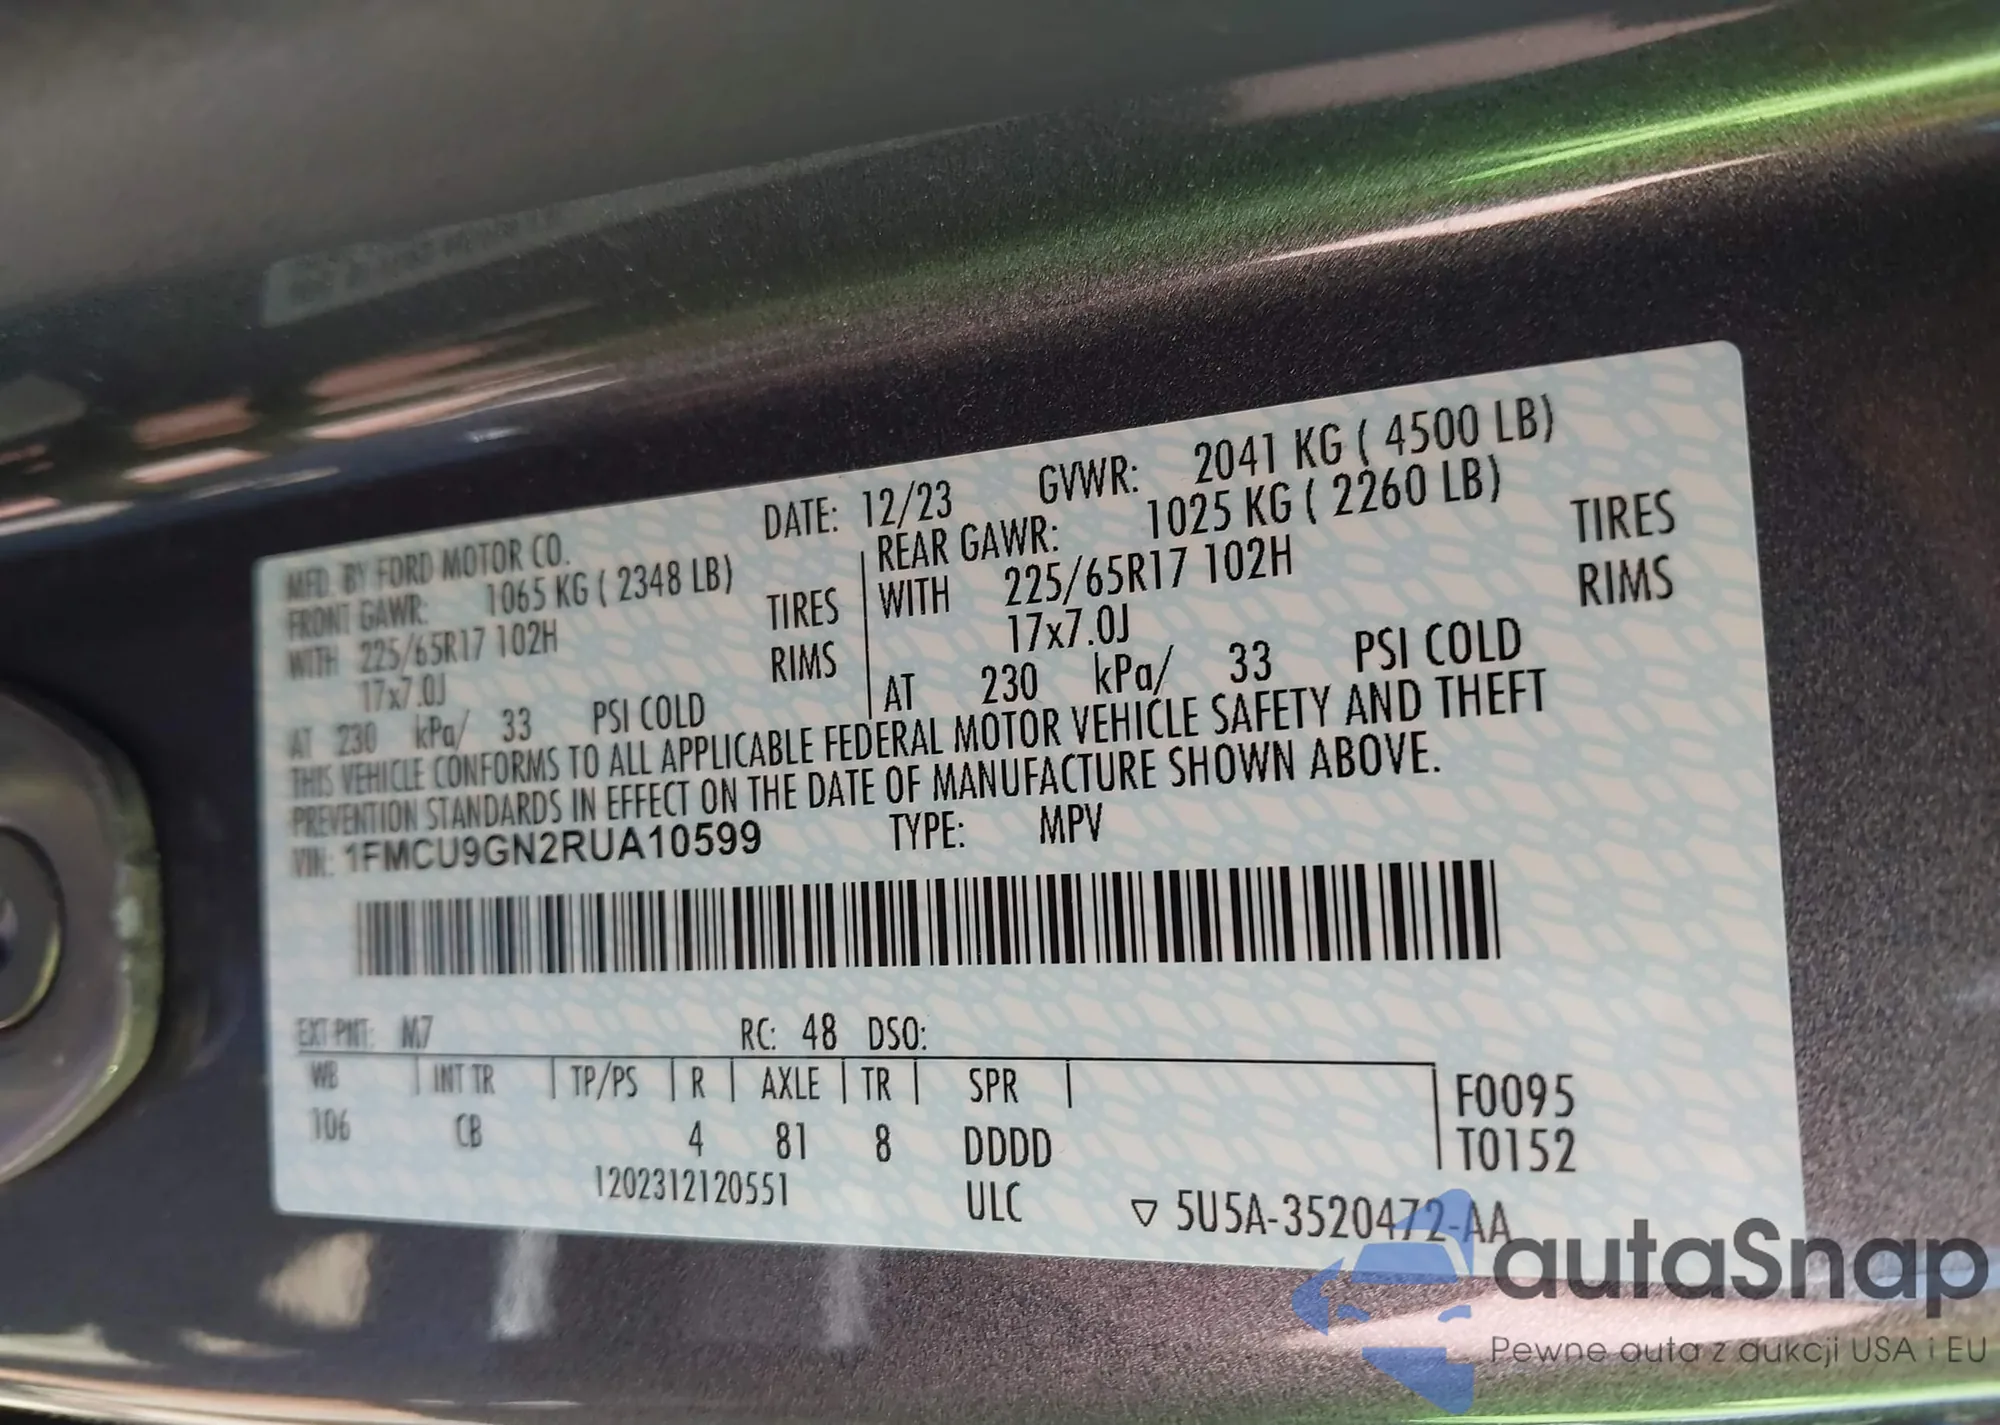 MFD. BY FORD MOTOR CO. DATE: 12/23 GVWR: 2041 KG ( 4500 LB)
FRONT GAWR: 1065 KG ( 2348 LB) REAR GAWR: 1025 KG ( 2260 LB)
WITH 225/65R17 102H TIRES WITH 225/65R17 102H TIRES
17x7.0J RIMS 17x7.0J RIMS
AT 230 kPa/ 33 PSI COLD AT 230 kPa/ 33 PSI COLD
THIS VEHICLE CONFORMS TO ALL APPLICABLE FEDERAL MOTOR VEHICLE SAFETY AND THEFT
PREVENTION STANDARDS IN EFFECT ON THE DATE OF MANUFACTURE SHOWN ABOVE.
VIN: 1FMCU9GN2RUA10599 TYPE: MPV
EXT PNT: M7 RC: 48 DSO:
WB INT TR TP/PS R AXLE TR SPR F0095
106 CB 4 81 8 DDDD T0152
1202312120551 ULC ▽ 5U5A-3520472-AA
autaSnap
Pewne auta z aukcji USA i EU